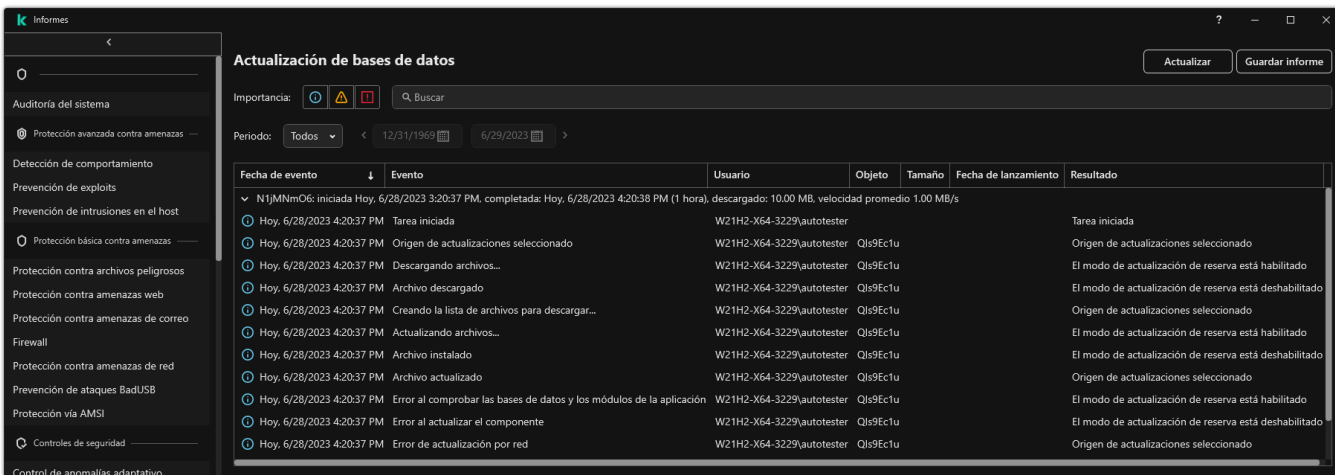 Informes
?
Auditoría del sistema
Protección avanzada contra amenazas
Detección de comportamiento
Prevención de exploits
Prevención de intrusiones en el host
Protección básica contra amenazas
Protección contra archivos peligrosos
Protección contra amenazas web
Protección contra amenazas de correo
Firewall
Protección contra amenazas de red
Prevención de ataques BadUSB
Protección vía AMSI
Controles de seguridad
Control de anomalías adaptativo
Actualización de bases de datos
Actualizar Guardar informe
Importancia: Buscar
Periodo: Todos 12/31/1969 6/29/2023
Fecha de evento Evento Usuario Objeto Tamaño Fecha de lanzamiento Resultado
N1jMNmO6: iniciada Hoy, 6/28/2023 3:20:37 PM, completada: Hoy, 6/28/2023 4:20:38 PM (1 hora), descargado: 10.00 MB, velocidad promedio 1.00 MB/s
Hoy, 6/28/2023 4:20:37 PM Tarea iniciada W21H2-X64-3229\autotester Tarea iniciada
Hoy, 6/28/2023 4:20:37 PM Origen de actualizaciones seleccionado W21H2-X64-3229\autotester QIs9Ec1u Origen de actualizaciones seleccionado
Hoy, 6/28/2023 4:20:37 PM Descargando archivos... W21H2-X64-3229\autotester QIs9Ec1u El modo de actualización de reserva está habilitado
Hoy, 6/28/2023 4:20:37 PM Archivo descargado W21H2-X64-3229\autotester QIs9Ec1u El modo de actualización de reserva está deshabilitado
Hoy, 6/28/2023 4:20:37 PM Creando la lista de archivos para descargar... W21H2-X64-3229\autotester QIs9Ec1u Origen de actualizaciones seleccionado
Hoy, 6/28/2023 4:20:37 PM Actualizando archivos... W21H2-X64-3229\autotester QIs9Ec1u El modo de actualización de reserva está habilitado
Hoy, 6/28/2023 4:20:37 PM Archivo instalado W21H2-X64-3229\autotester QIs9Ec1u El modo de actualización de reserva está deshabilitado
Hoy, 6/28/2023 4:20:37 PM Archivo actualizado W21H2-X64-3229\autotester QIs9Ec1u Origen de actualizaciones seleccionado
Hoy, 6/28/2023 4:20:37 PM Error al comprobar las bases de datos y los módulos de la aplicación W21H2-X64-3229\autotester QIs9Ec1u El modo de actualización de reserva está habilitado
Hoy, 6/28/2023 4:20:37 PM Error al actualizar el componente W21H2-X64-3229\autotester QIs9Ec1u El modo de actualización de reserva está deshabilitado
Hoy, 6/28/2023 4:20:37 PM Error de actualización por red W21H2-X64-3229\autotester QIs9Ec1u Origen de actualizaciones seleccionado